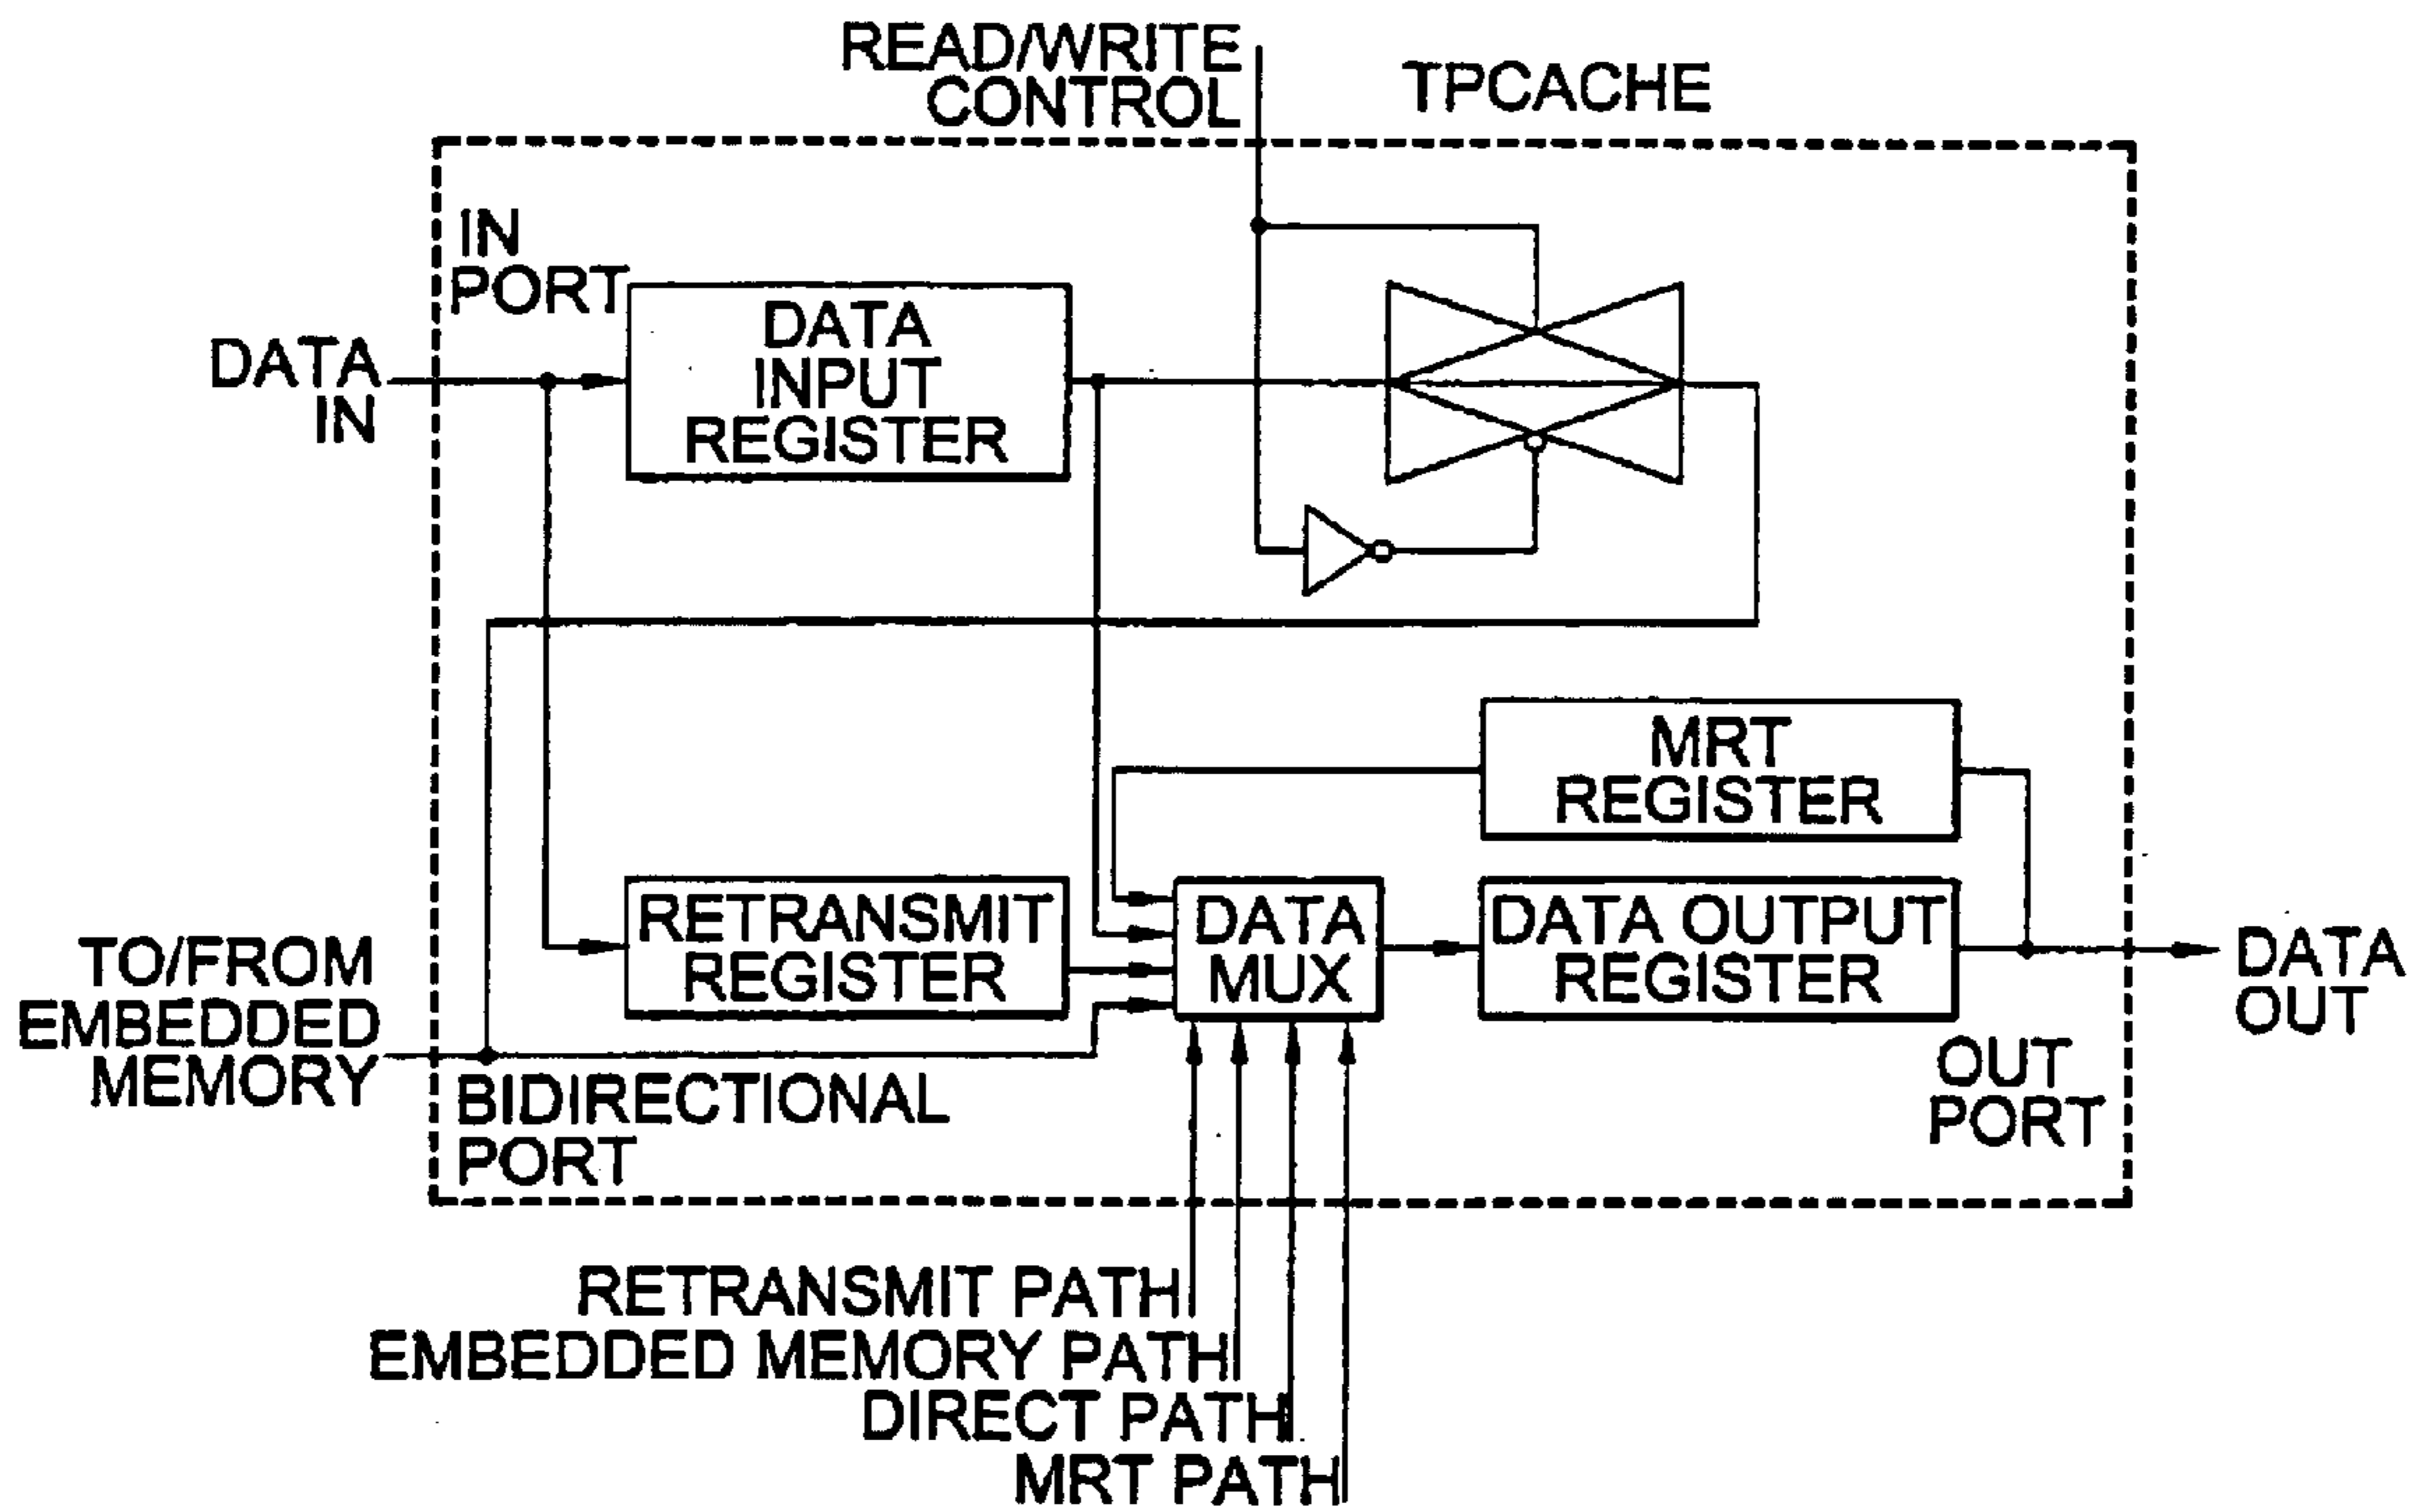 READ/WRITE
CONTROL
TPCACHE
IN
PORT
DATA
IN
DATA
INPUT
REGISTER
MRT
REGISTER
RETRANSMIT
REGISTER
DATA
MUX
DATA OUTPUT
REGISTER
DATA
OUT
TO/FROM
EMBEDDED
MEMORY
BIDIRECTIONAL
PORT
OUT
PORT
RETRANSMIT PATH
EMBEDDED MEMORY PATH
DIRECT PATH
MRT PATH